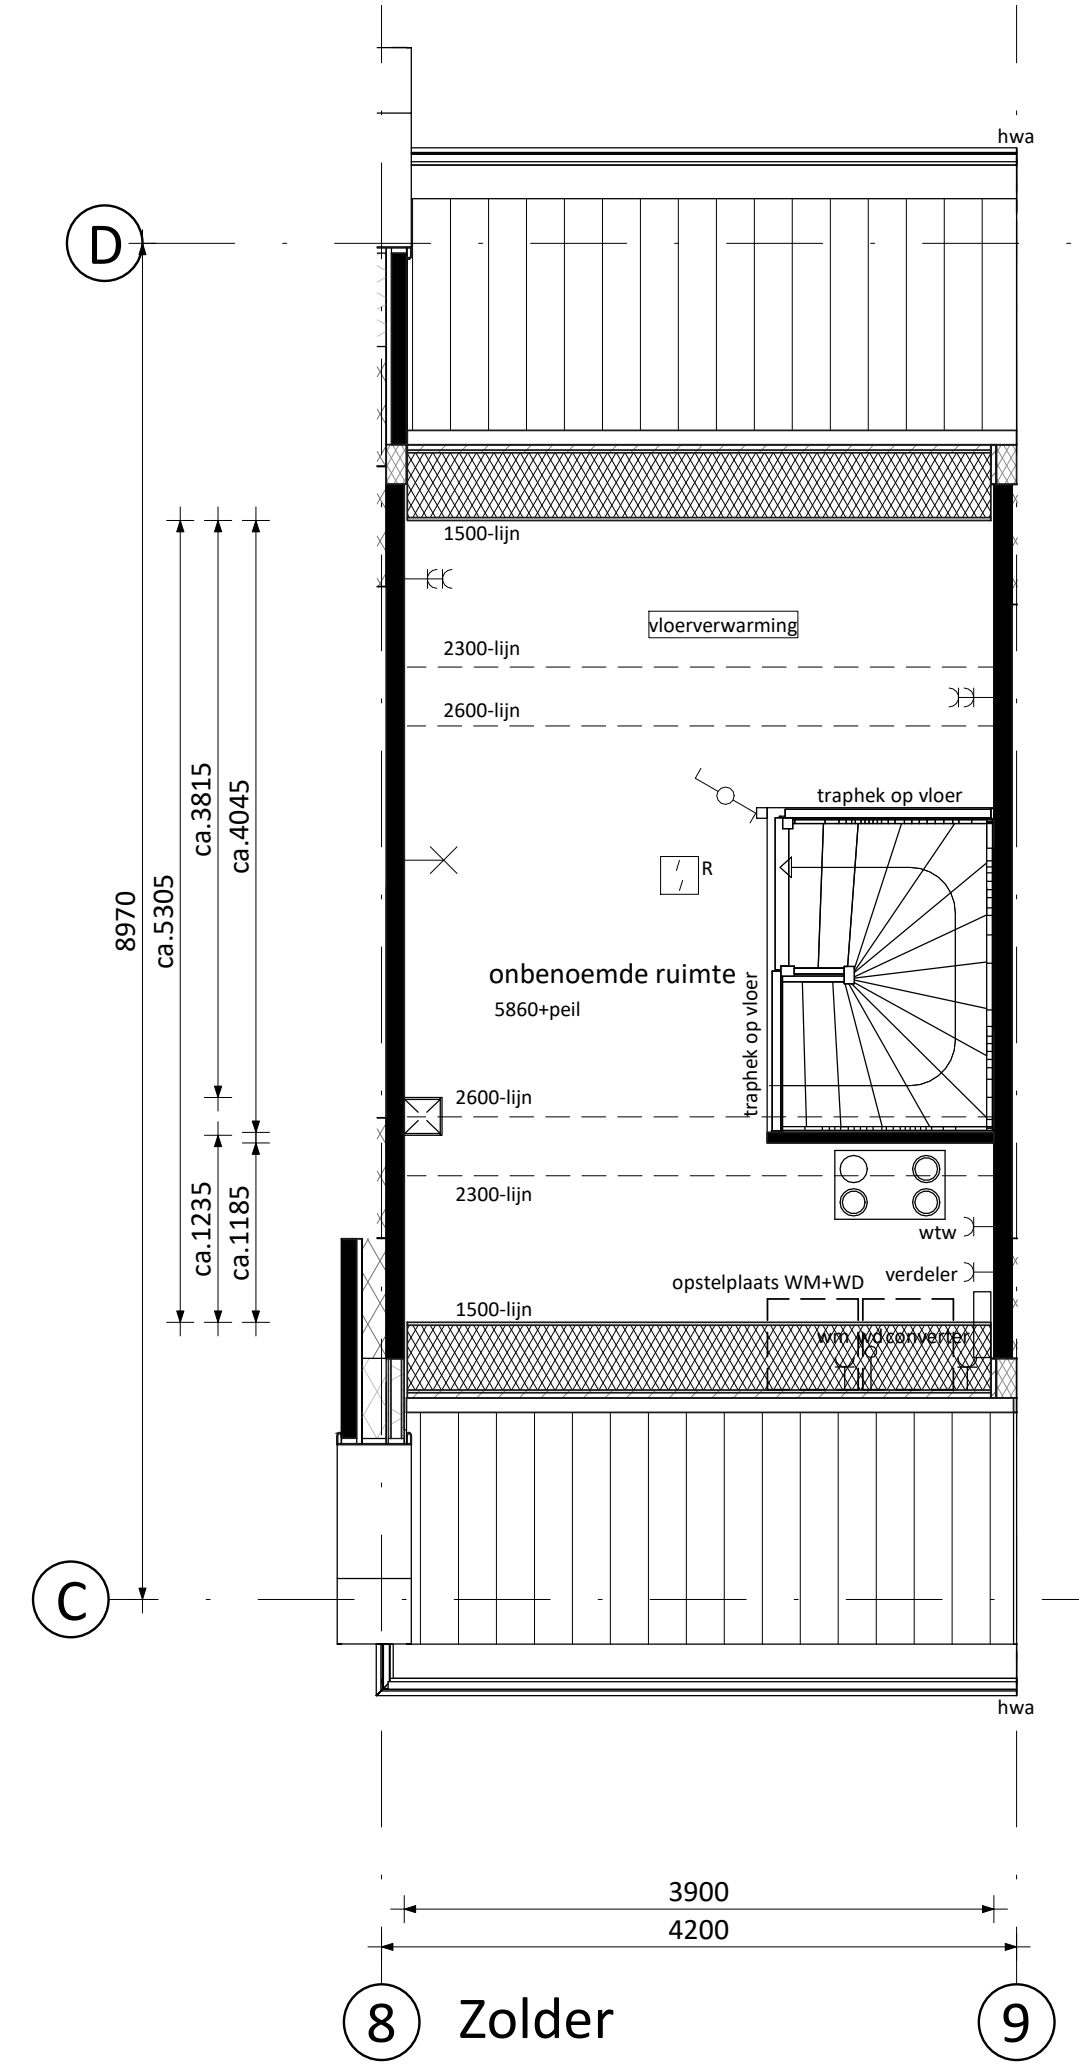 hwa
D
1500-lijn
vloerverwarming
2300-lijn
2600-lijn
traphek op vloer
R
ca.3815
ca.4045
8970
ca.5305
onbenoemde ruimte
5860+peil
traphek op vloer
2600-lijn
2300-lijn
ca.1235
ca.1185
wtw
verdeler
opstelplaats WM+WD
1500-lijn
wm wd converter
C
hwa
3900
4200
8 Zolder 9